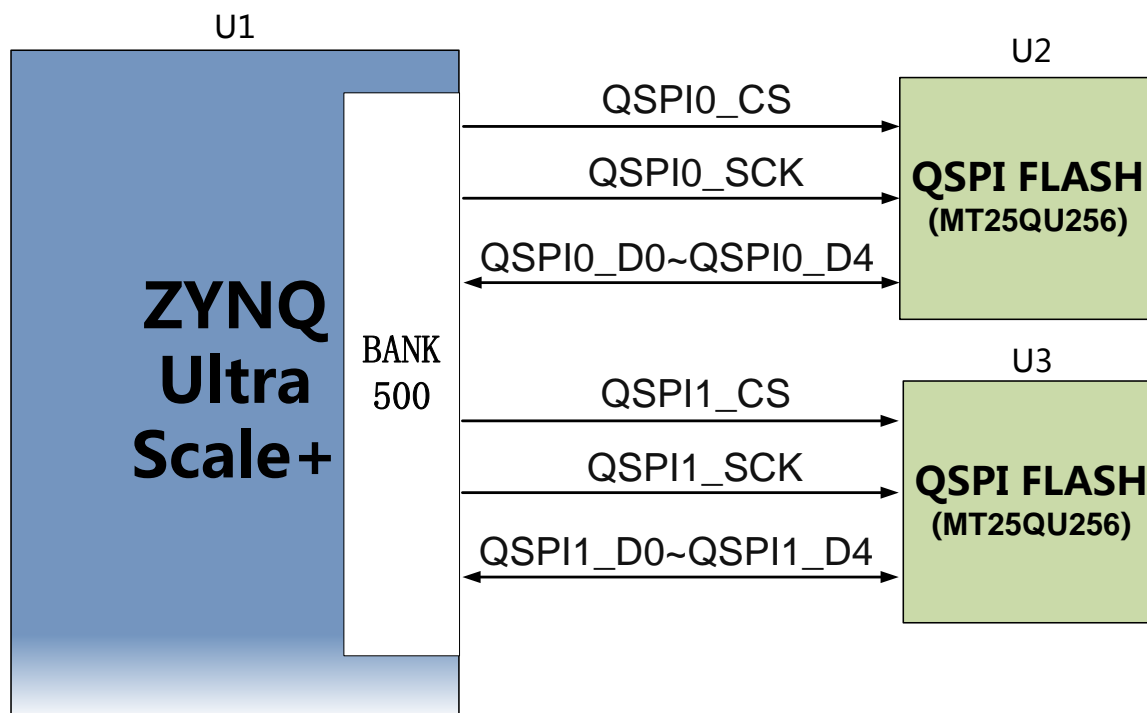 U1
ZYNQ
Ultra
Scale+
BANK
500
QSPI0_CS
QSPI0_SCK
QSPI0_D0~QSPI0_D4
U2
QSPI FLASH
(MT25QU256)
QSPI1_CS
QSPI1_SCK
QSPI1_D0~QSPI1_D4
U3
QSPI FLASH
(MT25QU256)